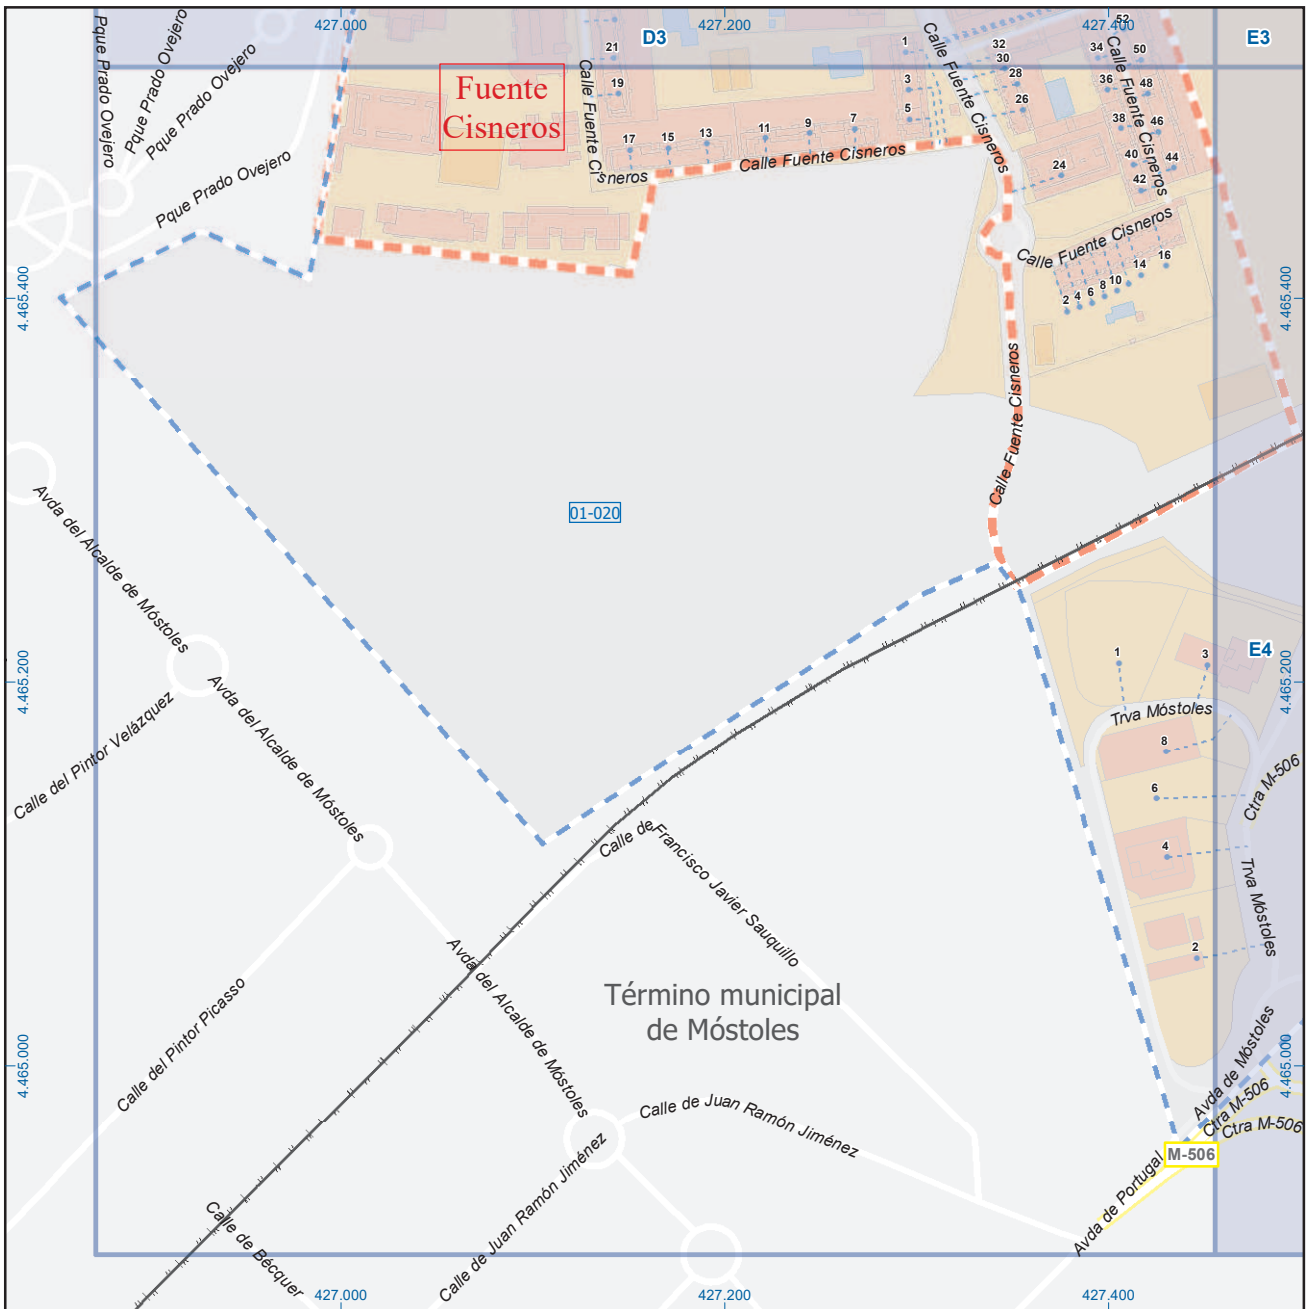 427.000
427.200
427.400
D3
E3
52
Pque Prado Ovejero
Pque Prado Ovejero
Pque Prado Ovejero
Pque Prado Ovejero
Fuente
Cisneros
21
19
17
15
13
11
9
7
1
3
5
32
30
28
26
24
34
36
38
40
42
50
48
46
44
Calle Fuente Ci
sneros
Calle Fuente Cisneros
Calle Fuente Cisneros
Calle Fuente Cisneros
Calle Fuente Cisneros
2
4
6
8
10
14
16
4.465.400
4.465.400
Calle Fuente Cisneros
Calle Fuente Cisneros
01-020
Avda del Alcalde de Móstoles
Avda del Alcalde de Móstoles
Calle del Pintor Velázquez
4.465.200
4.465.200
E4
1
3
Trva Móstoles
8
6
4
2
Ctra M-506
Trva Móstoles
Calle de
Francisco Javier Sauquillo
Avda del Alcalde de Móstoles
Término municipal
de Móstoles
Calle del Pintor Picasso
4.465.000
4.465.000
Calle de Juan Ramón Jiménez
Calle de Juan Ramón Jiménez
Avda de Móstoles
Ctra M-506
Ctra M-506
M-506
Avda de Portugal
Calle de Bécquer
427.000
427.200
427.400